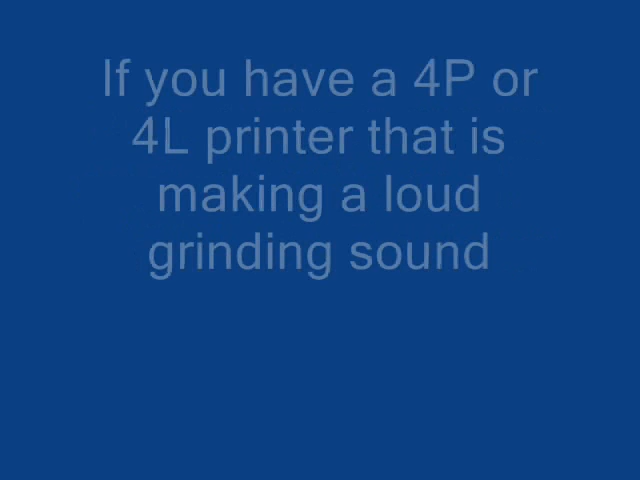 If you have a 4P or
4L printer that is
making a loud
grinding sound